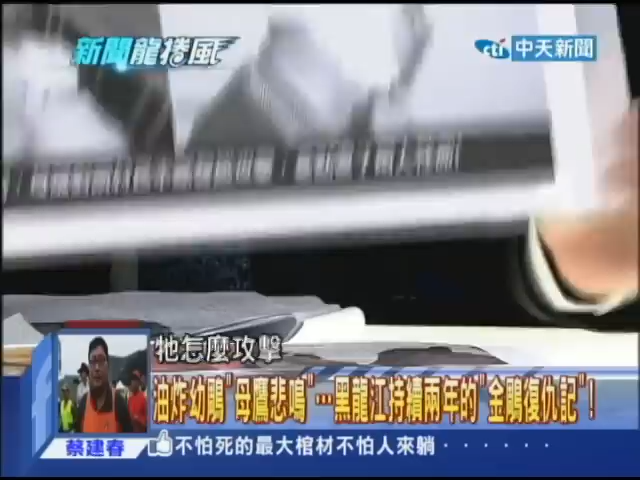 新聞龍捲風
cti 中天新聞
牠怎麼攻擊
油炸幼鵰"母鷹悲鳴"…黑龍江持續兩年的"金鵰復仇記"!
蔡建春
不怕死的最大棺材不怕人來躺‧‧‧‧‧‧